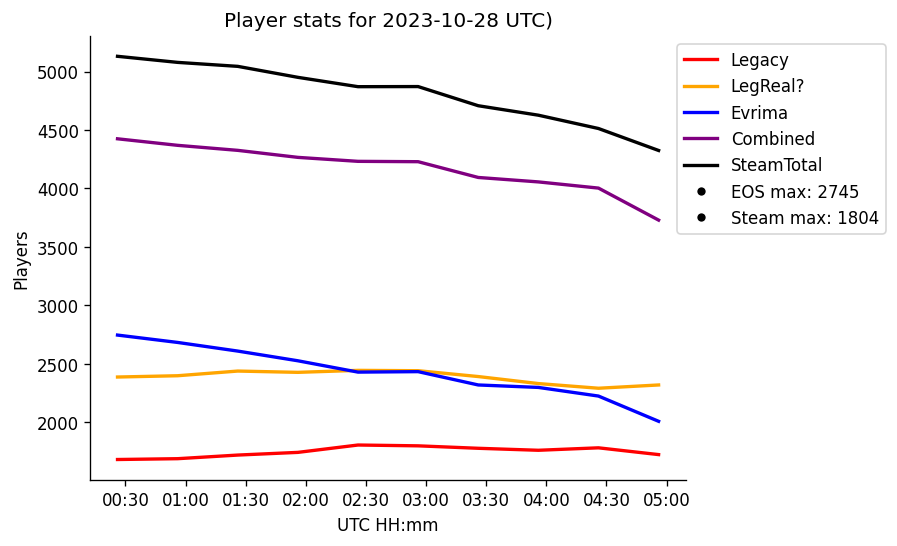 Player stats for 2023-10-28 UTC)
Legacy
LegReal?
Evrima
Combined
SteamTotal
EOS max: 2745
Steam max: 1804
Players
5000
4500
4000
3500
3000
2500
2000
00:30 01:00 01:30 02:00 02:30 03:00 03:30 04:00 04:30 05:00
UTC HH:mm